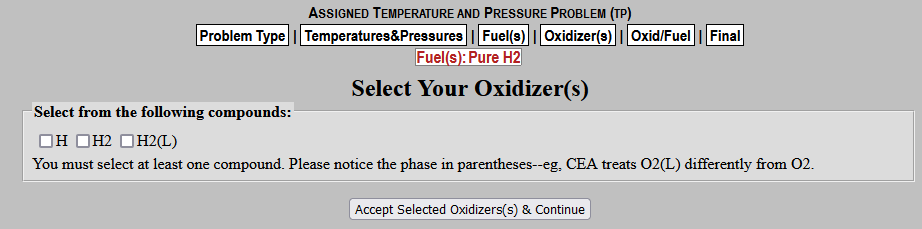 ASSIGNED TEMPERATURE AND PRESSURE PROBLEM (TP)
Problem Type | Temperatures&Pressures | Fuel(s) | Oxidizer(s) | Oxid/Fuel | Final
Fuel(s): Pure H2
Select Your Oxidizer(s)
Select from the following compounds:
H H2 H2(L)
You must select at least one compound. Please notice the phase in parentheses--eg, CEA treats O2(L) differently from O2.
Accept Selected Oxidizers(s) & Continue